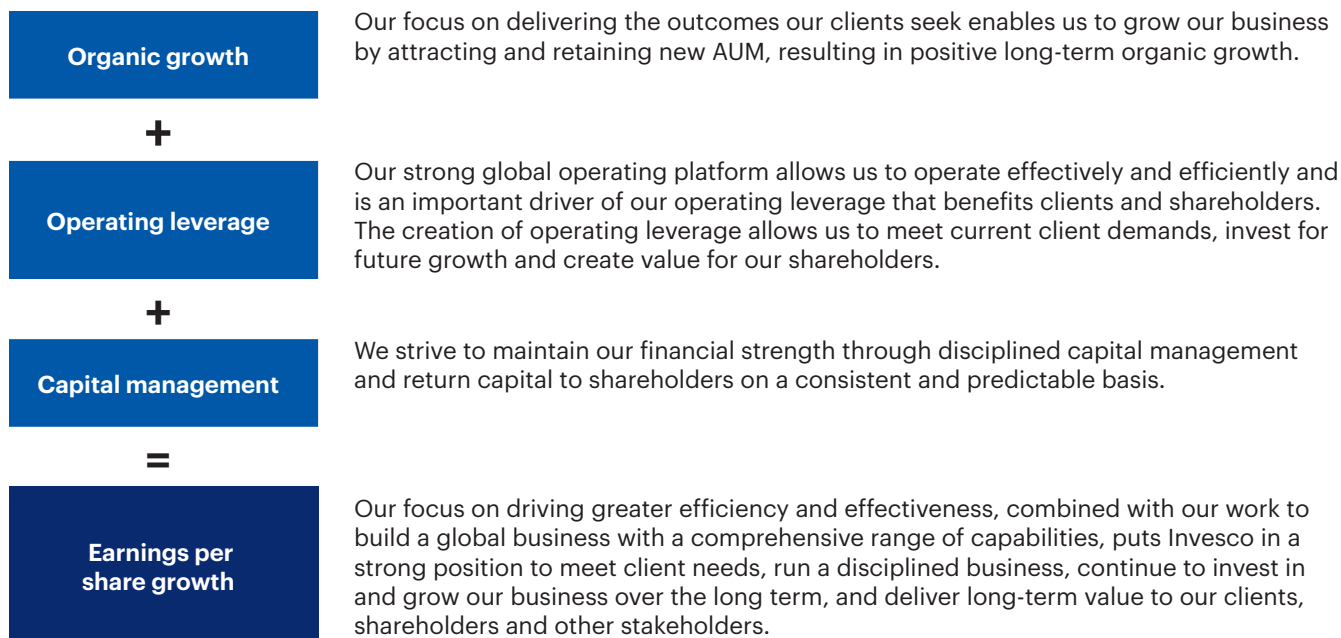 Organic growth
Our focus on delivering the outcomes our clients seek enables us to grow our business
by attracting and retaining new AUM, resulting in positive long-term organic growth.
+
Operating leverage
Our strong global operating platform allows us to operate effectively and efficiently and
is an important driver of our operating leverage that benefits clients and shareholders.
The creation of operating leverage allows us to meet current client demands, invest for
future growth and create value for our shareholders.
+
Capital management
We strive to maintain our financial strength through disciplined capital management
and return capital to shareholders on a consistent and predictable basis.
=
Earnings per
share growth
Our focus on driving greater efficiency and effectiveness, combined with our work to
build a global business with a comprehensive range of capabilities, puts Invesco in a
strong position to meet client needs, run a disciplined business, continue to invest in
and grow our business over the long term, and deliver long-term value to our clients,
shareholders and other stakeholders.